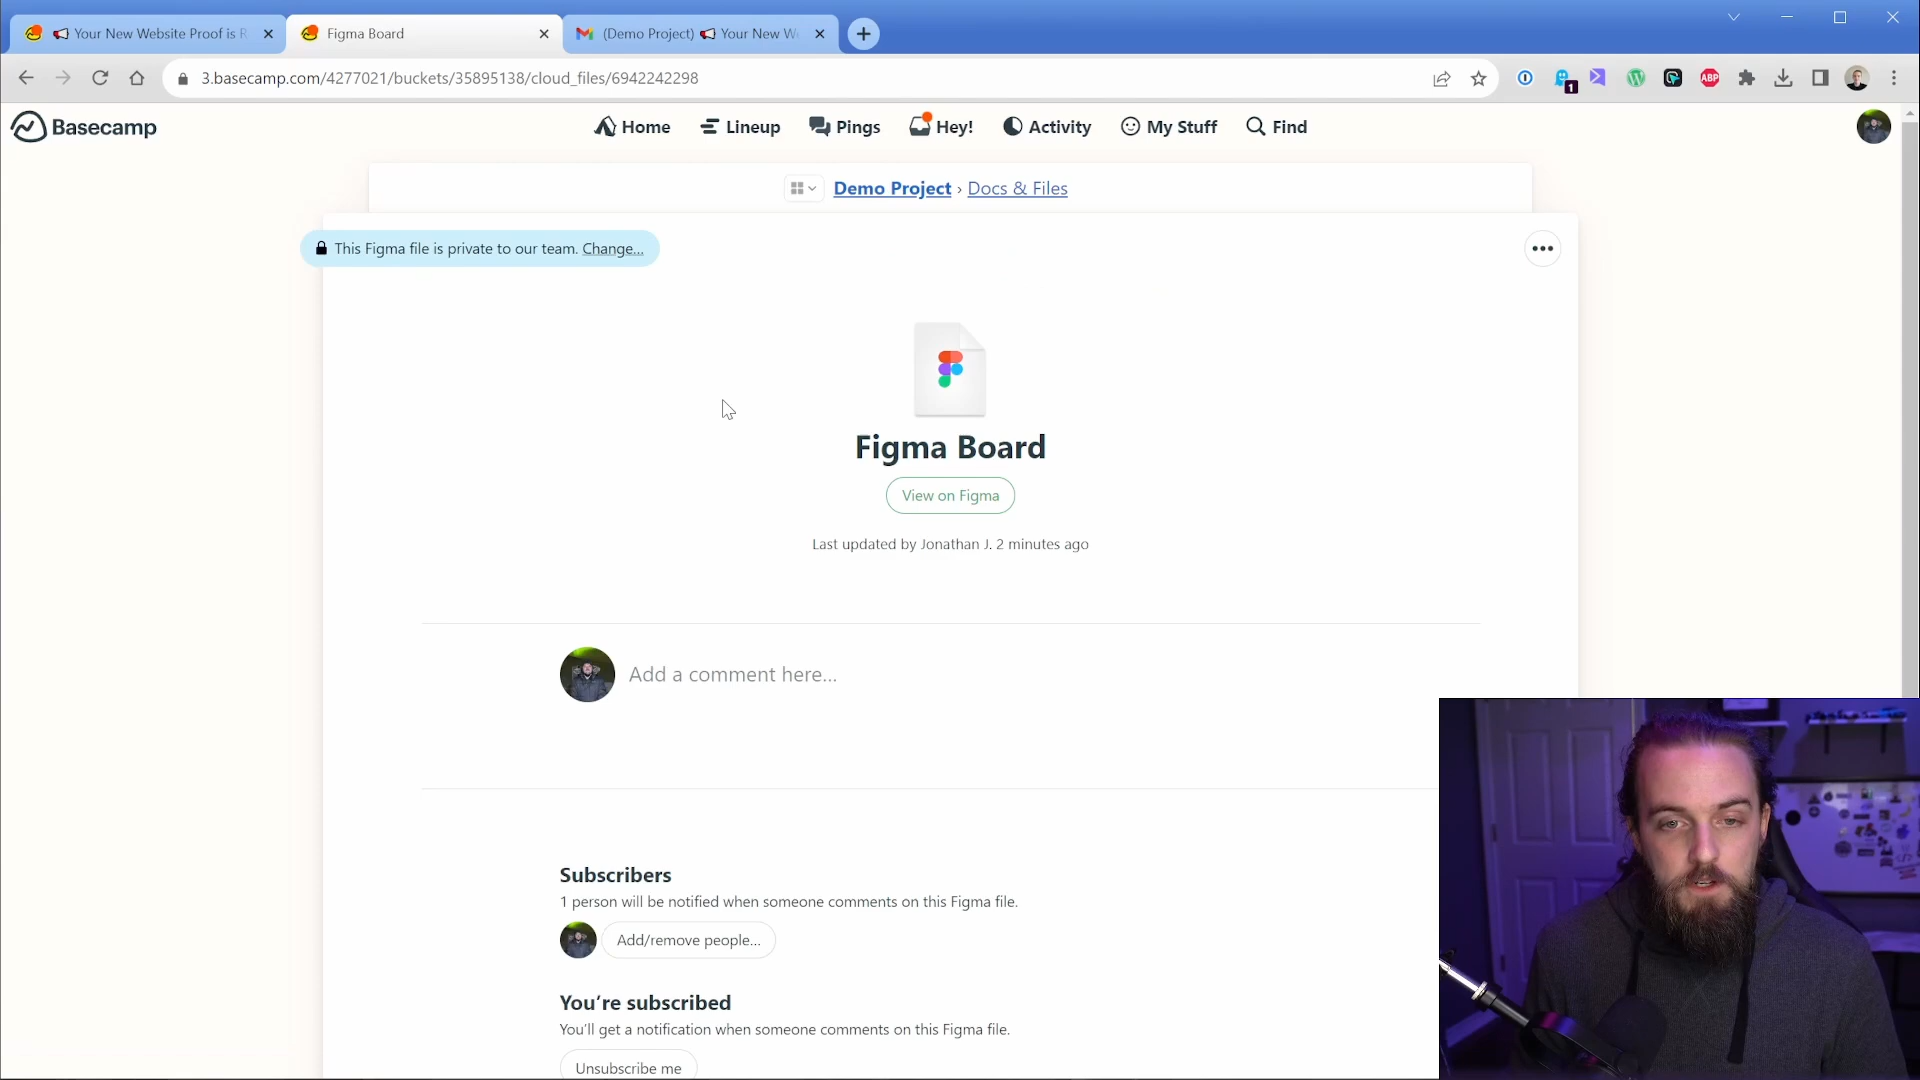 Your New Website Proof is R
Figma Board
(Demo Project) 📢 Your New W
3.basecamp.com/4277021/buckets/35895138/cloud_files/6942242298
1
ABP
Basecamp
Home
Lineup
Pings
Hey!
Activity
My Stuff
Find
Demo Project › Docs & Files
This Figma file is private to our team. Change...
Figma Board
View on Figma
Last updated by Jonathan J. 2 minutes ago
Add a comment here...
Subscribers
1 person will be notified when someone comments on this Figma file.
Add/remove people...
You’re subscribed
You’ll get a notification when someone comments on this Figma file.
Unsubscribe me